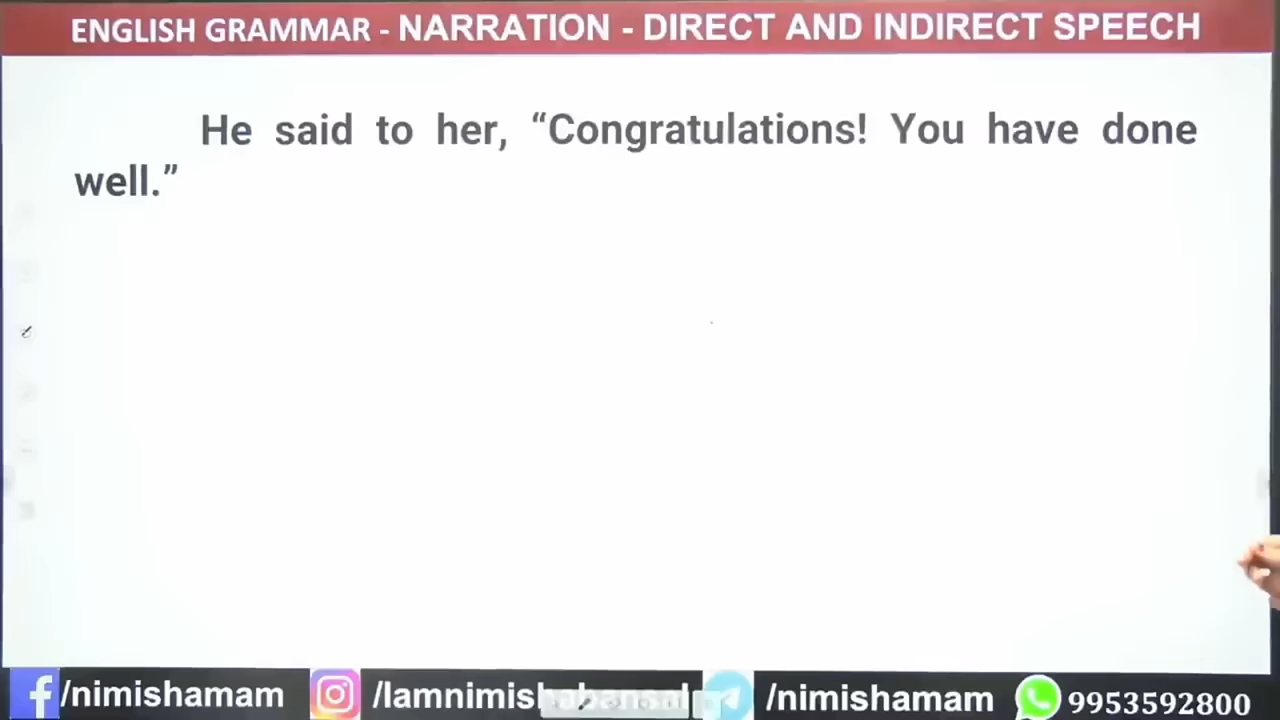 ENGLISH GRAMMAR - NARRATION - DIRECT AND INDIRECT SPEECH
He said to her, “Congratulations! You have done
well.”
/nimishamam /Iamnimishabansal /nimishamam 9953592800